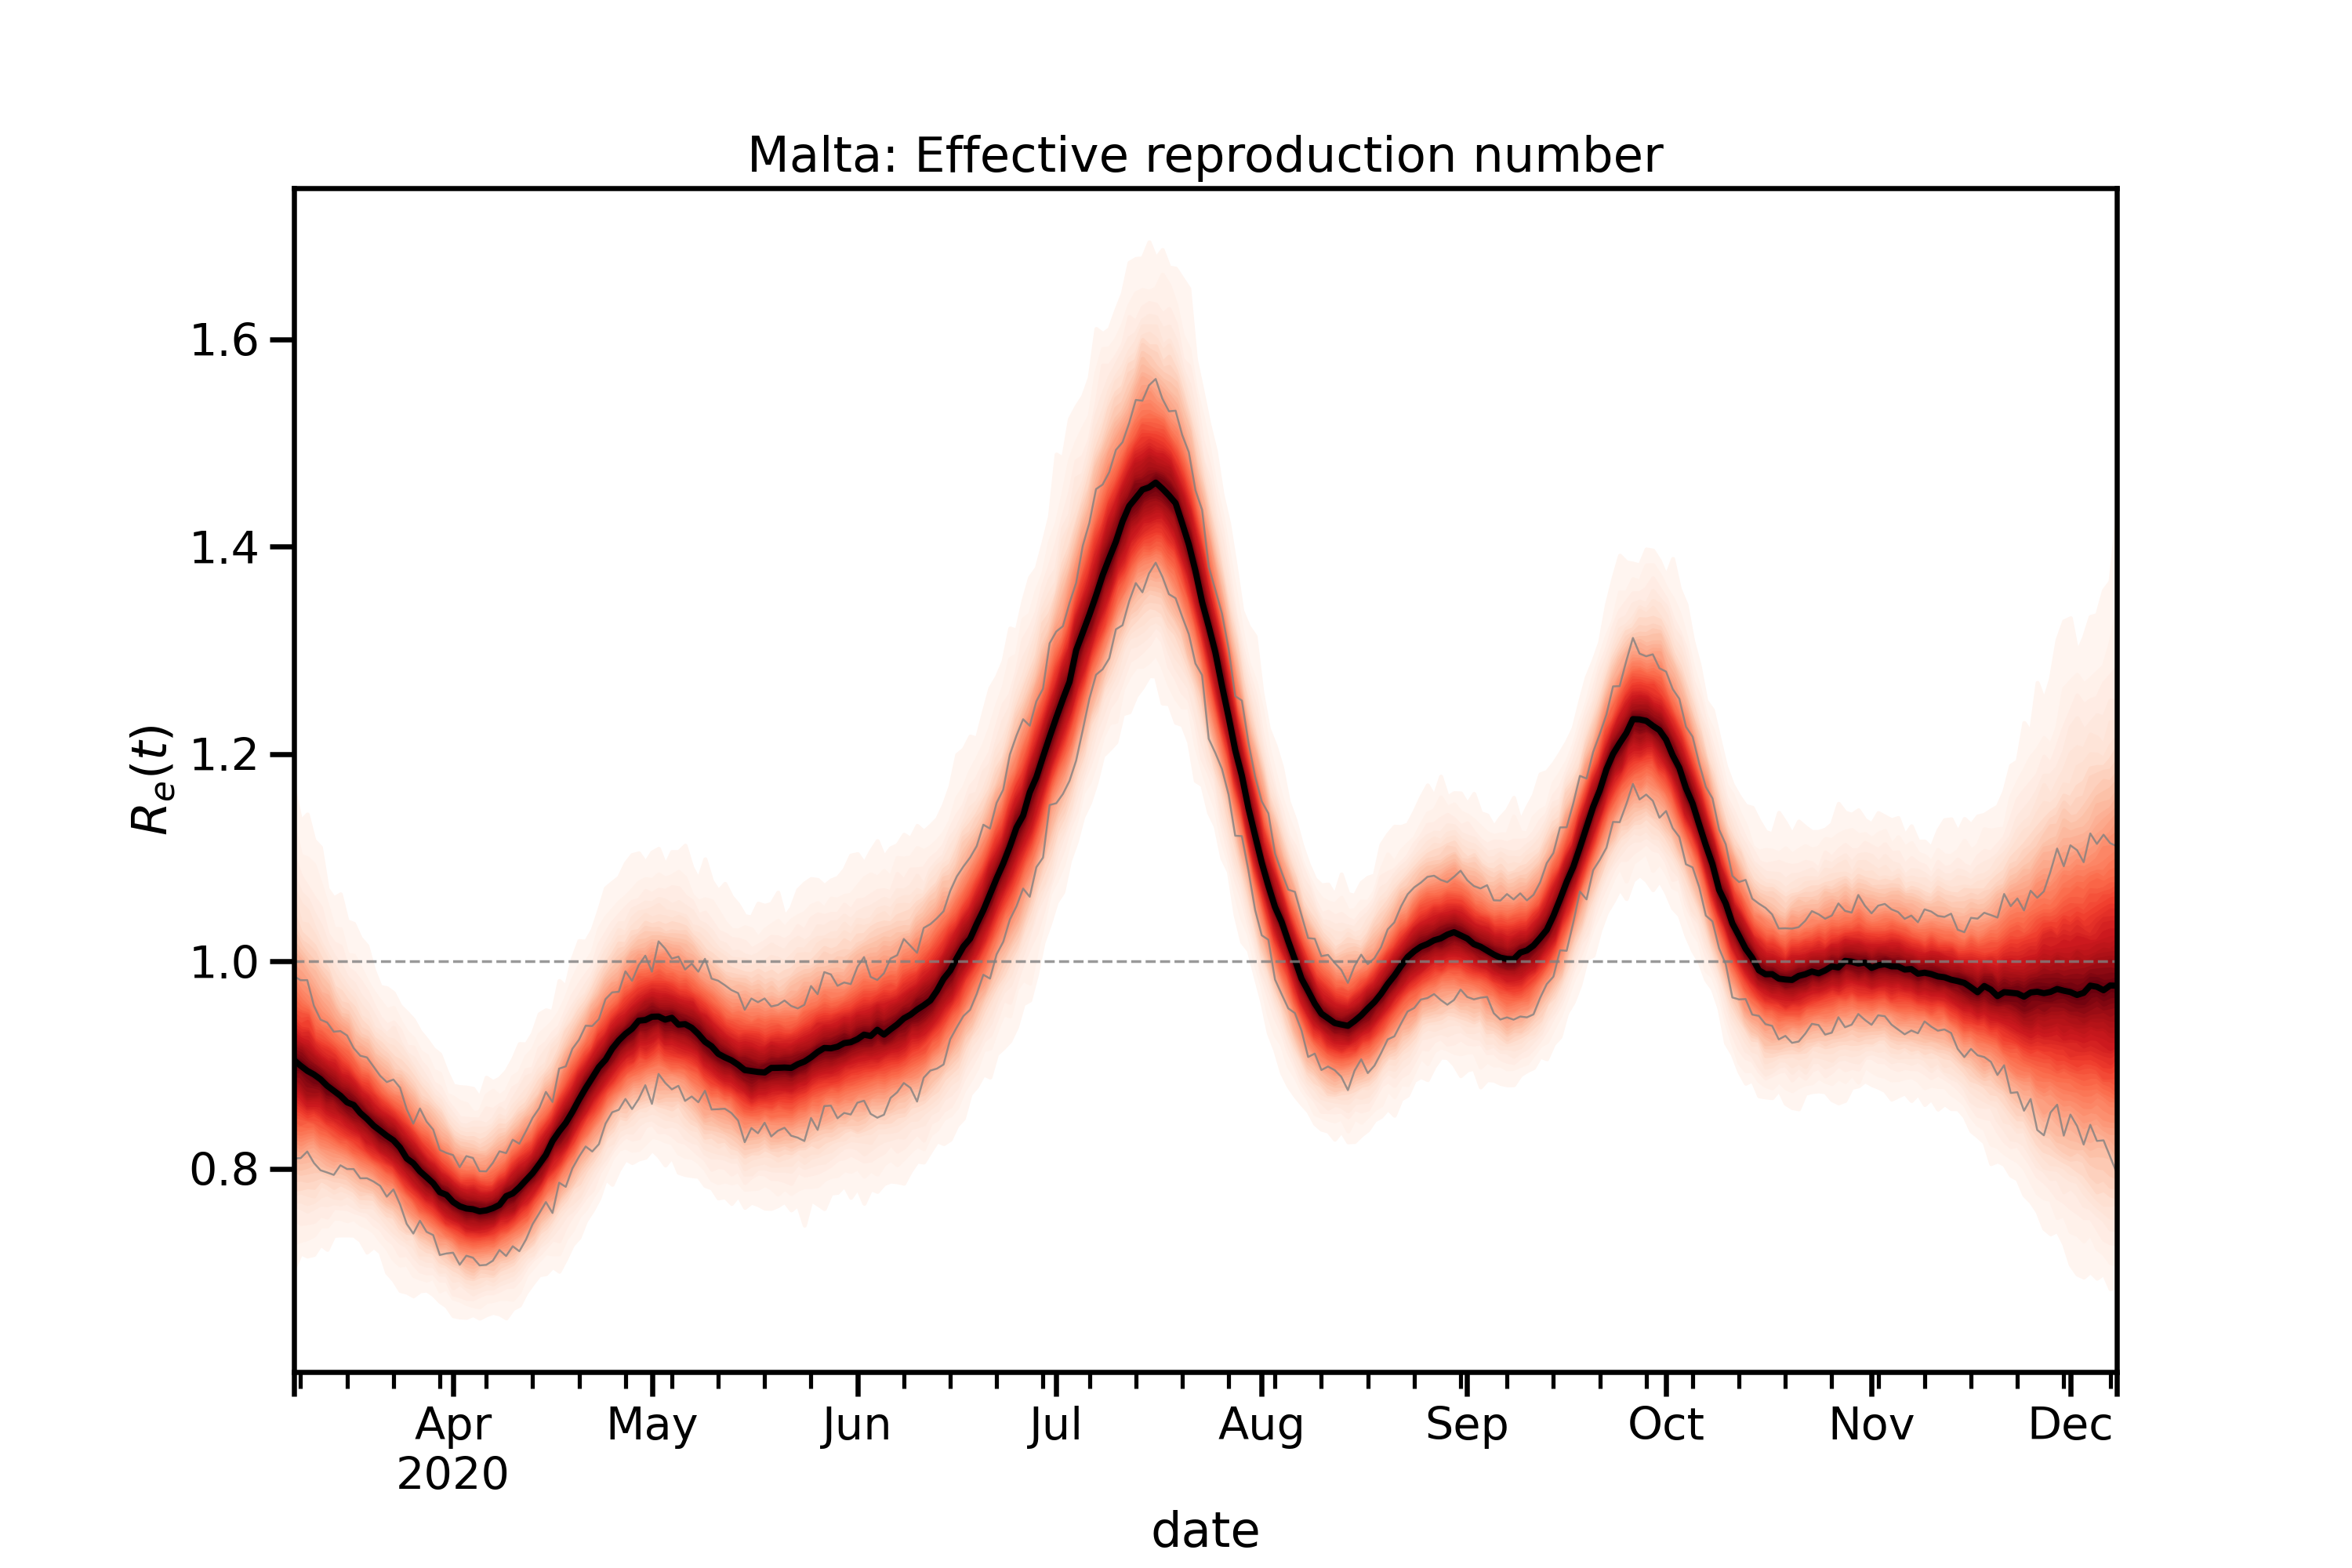 Malta: Effective reproduction number
1.6
1.4
1.2
1.0
0.8
Re(t)
Apr May Jun Jul Aug Sep Oct Nov Dec
2020
date